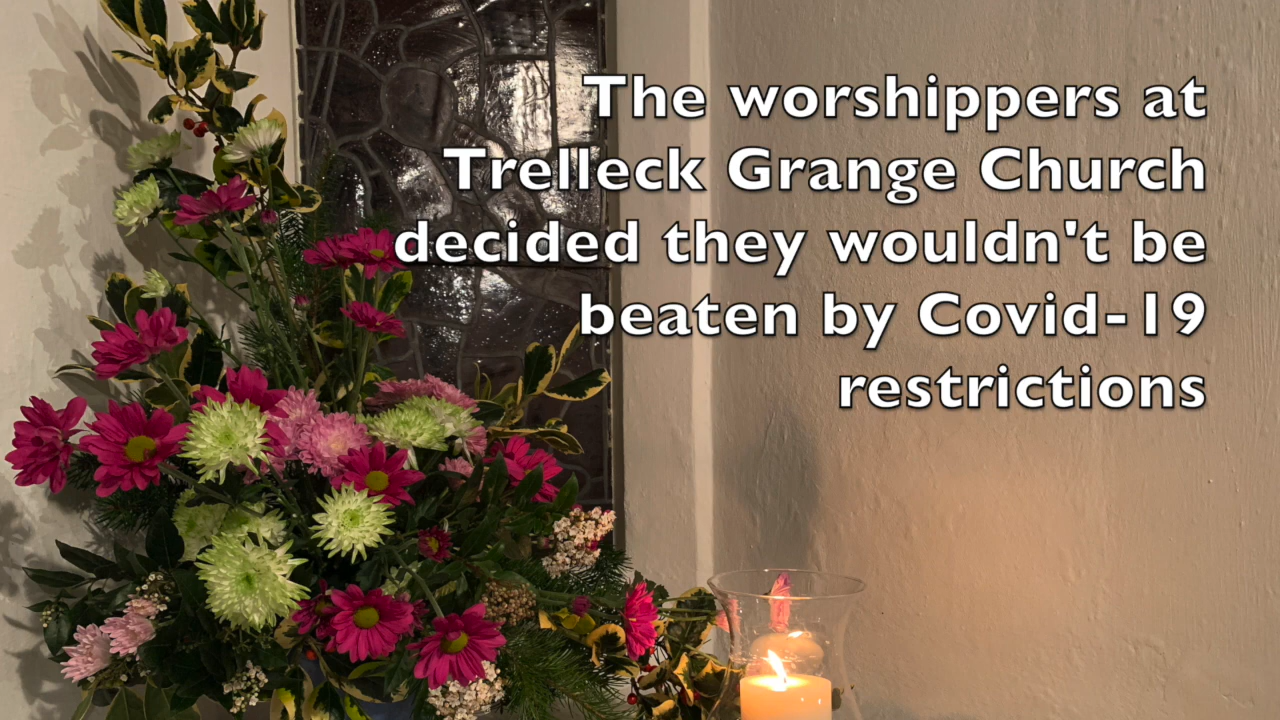 The worshippers at
Trelleck Grange Church
decided they wouldn't be
beaten by Covid-19
restrictions